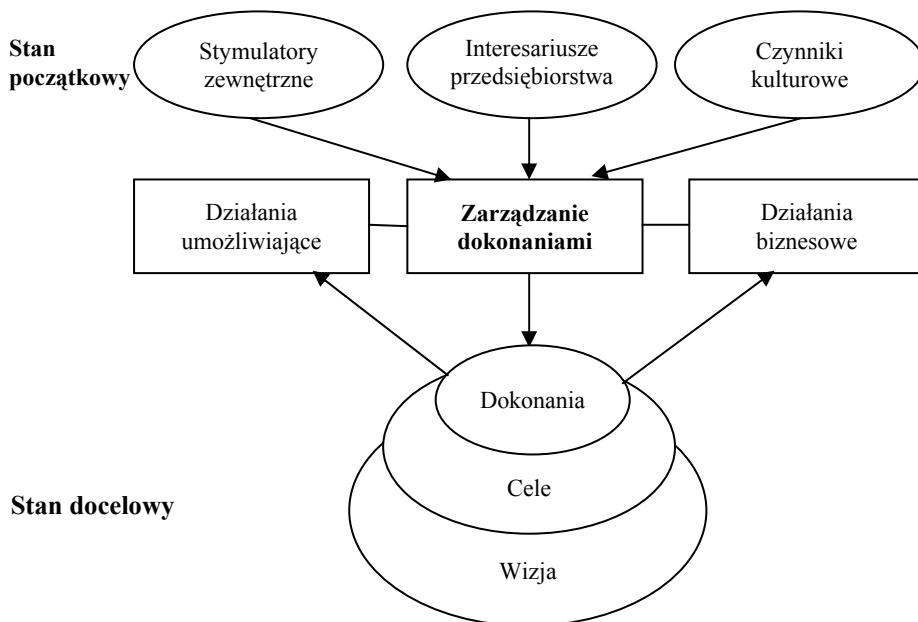 Stan
początkowy
Stymulatory
zewnętrzne
Interesariusze
przedsiębiorstwa
Czynniki
kulturowe
Działania
umożliwiające
Zarządzanie
dokonaniami
Działania
biznesowe
Dokonania
Cele
Stan docelowy
Wizja